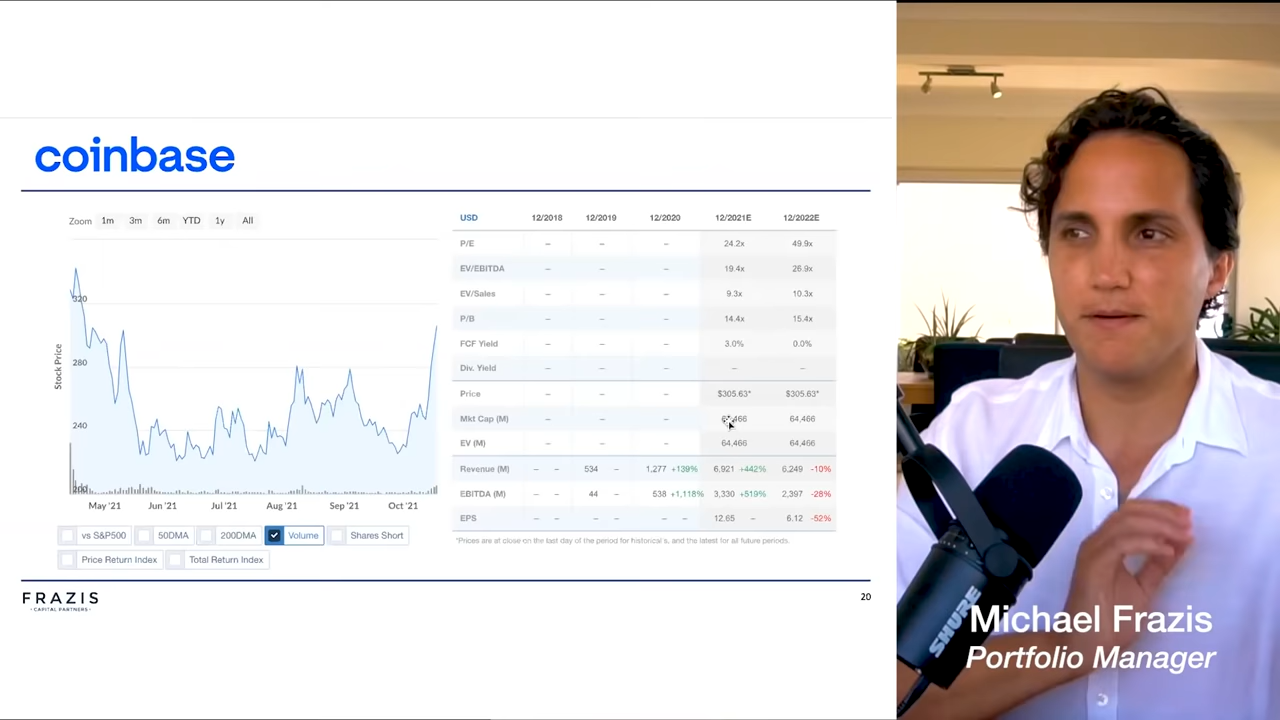 coinbase
Zoom 1m 3m 6m YTD 1y All
320
280
240
200
Stock Price
May '21 Jun '21 Jul '21 Aug '21 Sep '21 Oct '21
vs S&P500 50DMA 200DMA Volume Shares Short
Price Return Index Total Return Index
USD 12/2018 12/2019 12/2020 12/2021E 12/2022E
P/E – – – 24.2x 49.9x
EV/EBITDA – – – 19.4x 26.9x
EV/Sales – – – 9.3x 10.3x
P/B – – – 14.4x 15.4x
FCF Yield – – – 3.0% 0.0%
Div. Yield – – – – –
Price $305.63* $305.63*
Mkt Cap (M) 64,466 64,466
EV (M) 64,466 64,466
Revenue (M) – – 534 – 1,277 +139% 6,921 +442% 6,249 -10%
EBITDA (M) – – 44 – 538 +1,118% 3,330 +519% 2,397 -28%
EPS – – – – – – 12.65 – 6.12 -52%
*Prices are at close on the last day of the period for historical's, and the latest for all future periods.
FRAZIS
• CAPITAL PARTNERS •
20
SHURE
Michael Frazis
Portfolio Manager